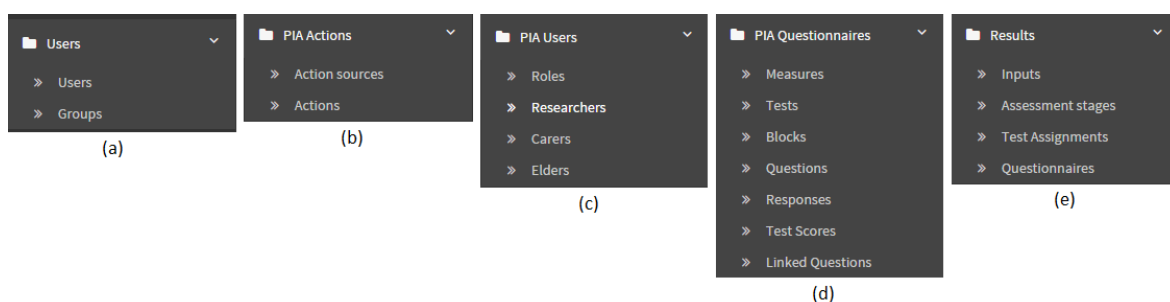 Users
Users
Groups
(a)
PIA Actions
Action sources
Actions
(b)
PIA Users
Roles
Researchers
Carers
Elders
(c)
PIA Questionnaires
Measures
Tests
Blocks
Questions
Responses
Test Scores
Linked Questions
(d)
Results
Inputs
Assessment stages
Test Assignments
Questionnaires
(e)